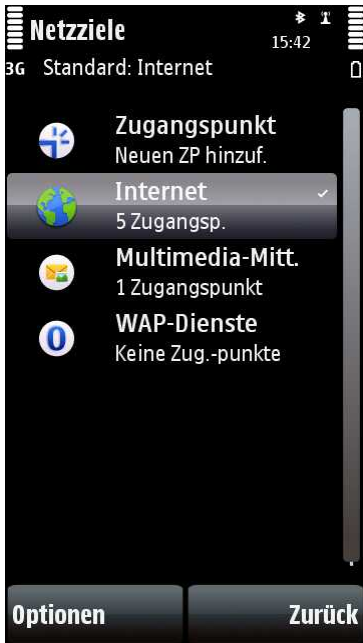 Netzziele
15:42
3G Standard: Internet
Zugangspunkt
Neuen ZP hinzuf.
Internet
5 Zugangsp.
Multimedia-Mitt.
1 Zugangspunkt
WAP-Dienste
Keine Zug.-punkte
Optionen Zurück